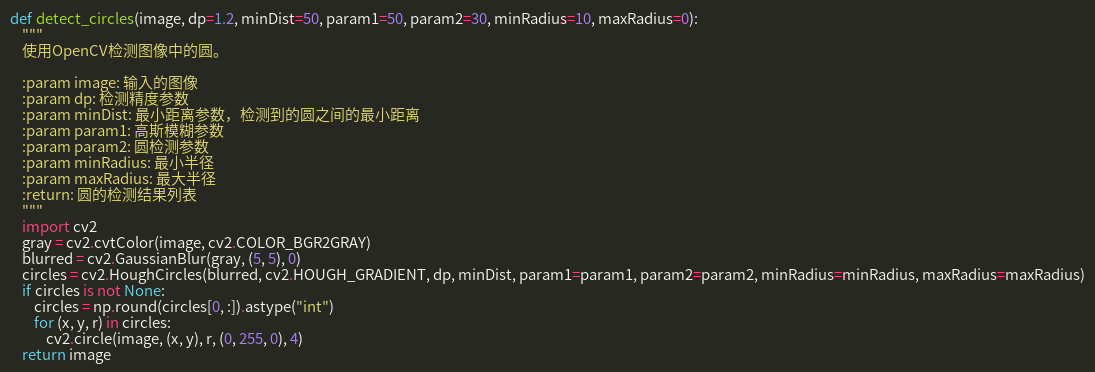 def detect_circles(image, dp=1.2, minDist=50, param1=50, param2=30, minRadius=10, maxRadius=0):
    """
    使用OpenCV检测图像中的圆。

    :param image: 输入的图像
    :param dp: 检测精度参数
    :param minDist: 最小距离参数，检测到的圆之间的最小距离
    :param param1: 高斯模糊参数
    :param param2: 圆检测参数
    :param minRadius: 最小半径
    :param maxRadius: 最大半径
    :return: 圆的检测结果列表
    """
    import cv2
    gray = cv2.cvtColor(image, cv2.COLOR_BGR2GRAY)
    blurred = cv2.GaussianBlur(gray, (5, 5), 0)
    circles = cv2.HoughCircles(blurred, cv2.HOUGH_GRADIENT, dp, minDist, param1=param1, param2=param2, minRadius=minRadius, maxRadius=maxRadius)
    if circles is not None:
        circles = np.round(circles[0, :]).astype("int")
        for (x, y, r) in circles:
            cv2.circle(image, (x, y), r, (0, 255, 0), 4)
    return image